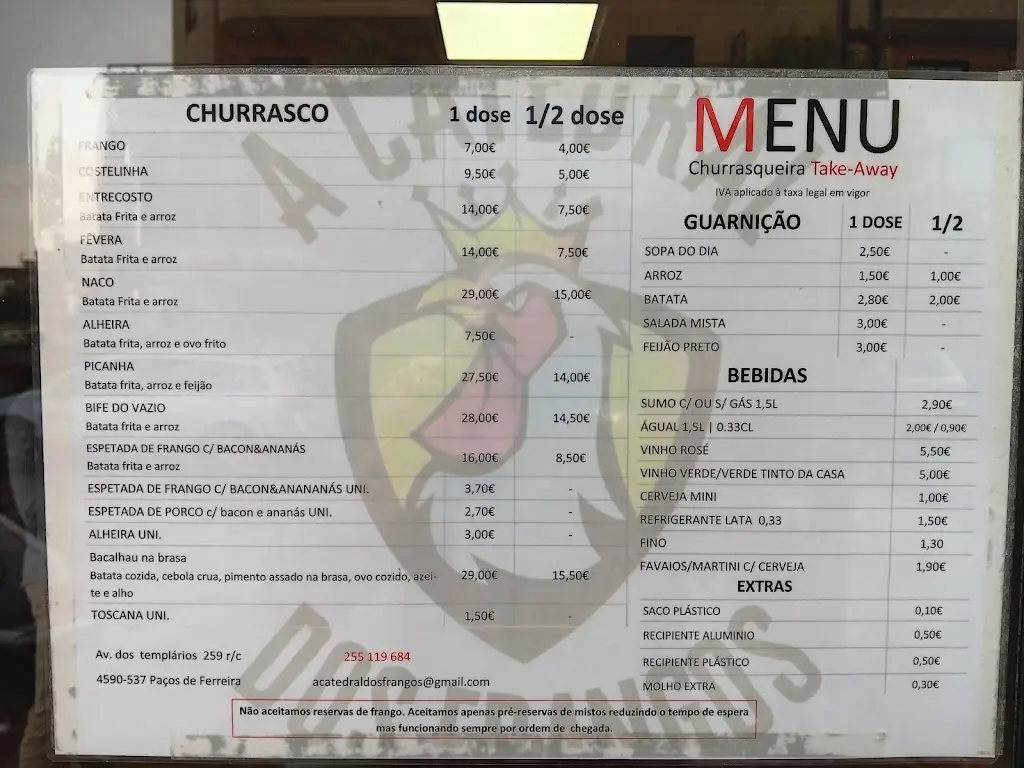 CHURRASCO 1 dose 1/2 dose
FRANGO 7,00€ 4,00€
COSTELINHA 9,50€ 5,00€
ENTRECOSTO
Batata Frita e arroz 14,00€ 7,50€
FÊVERA
Batata Frita e arroz 14,00€ 7,50€
NACO
Batata Frita e arroz 29,00€ 15,00€
ALHEIRA
Batata frita, arroz e ovo frito 7,50€ -
PICANHA
Batata frita, arroz e feijão 27,50€ 14,00€
BIFE DO VAZIO
Batata frita e arroz 28,00€ 14,50€
ESPETADA DE FRANGO C/ BACON&ANANÁS
Batata frita e arroz 16,00€ 8,50€
ESPETADA DE FRANGO C/ BACON&ANANANÁS UNI. 3,70€ -
ESPETADA DE PORCO c/ bacon e ananás UNI. 2,70€ -
ALHEIRA UNI. 3,00€ -
Bacalhau na brasa
Batata cozida, cebola crua, pimento assado na brasa, ovo cozido, azei- 29,00€ 15,50€
te e alho
TOSCANA UNI. 1,50€ -
Av. dos templários 259 r/c 255 119 684
4590-537 Paços de Ferreira acatedraldosfrangos@gmail.com
Não aceitamos reservas de frango. Aceitamos apenas pré-reservas de mistos reduzindo o tempo de espera
mas funcionando sempre por ordem de chegada.
MENU
Churrasqueira Take-Away
IVA aplicado à taxa legal em vigor
GUARNIÇÃO 1 DOSE 1/2
SOPA DO DIA 2,50€ -
ARROZ 1,50€ 1,00€
BATATA 2,80€ 2,00€
SALADA MISTA 3,00€ -
FEIJÃO PRETO 3,00€ -
BEBIDAS
SUMO C/ OU S/ GÁS 1,5L 2,90€
ÁGUAL 1,5L | 0.33CL 2,00€ / 0,90€
VINHO ROSÉ 5,50€
VINHO VERDE/VERDE TINTO DA CASA 5,00€
CERVEJA MINI 1,00€
REFRIGERANTE LATA 0,33 1,50€
FINO 1,30
FAVAIOS/MARTINI C/ CERVEJA 1,90€
EXTRAS
SACO PLÁSTICO 0,10€
RECIPIENTE ALUMINIO 0,50€
RECIPIENTE PLÁSTICO 0,50€
MOLHO EXTRA 0,30€
A CATEDRAL
DOS FRANGOS